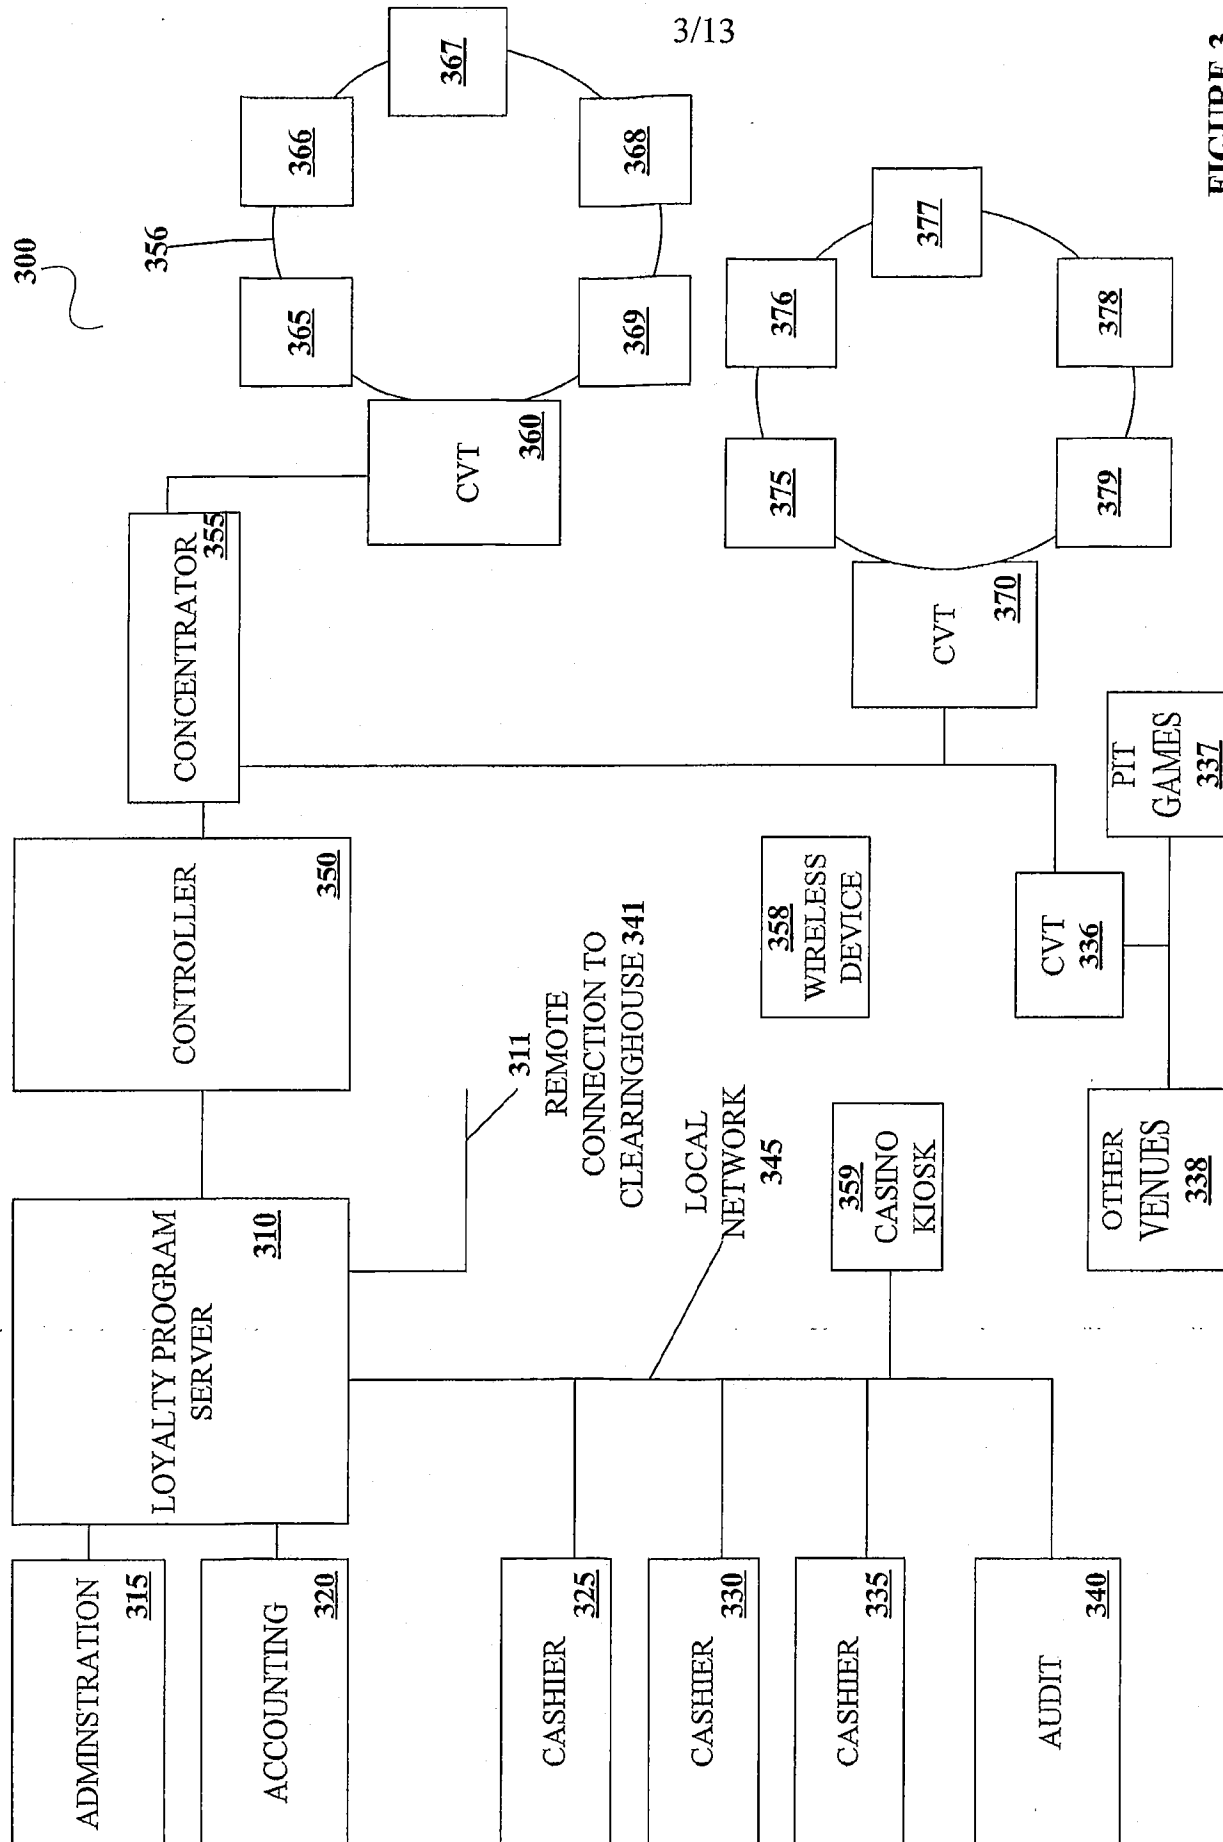 3/13
300
ADMINSTRATION
315
ACCOUNTING
320
LOYALTY PROGRAM
SERVER
310
CONTROLLER
350
CONCENTRATOR
355
356
365
366
367
368
369
CVT
360
311
REMOTE
CONNECTION TO
CLEARINGHOUSE 341
LOCAL
NETWORK
345
CASHIER
325
CASHIER
330
CASHIER
335
AUDIT
340
359
CASINO
KIOSK
358
WIRELESS
DEVICE
CVT
370
375
376
377
378
379
CVT
336
PIT
GAMES
337
OTHER
VENUES
338
FIGURE 3